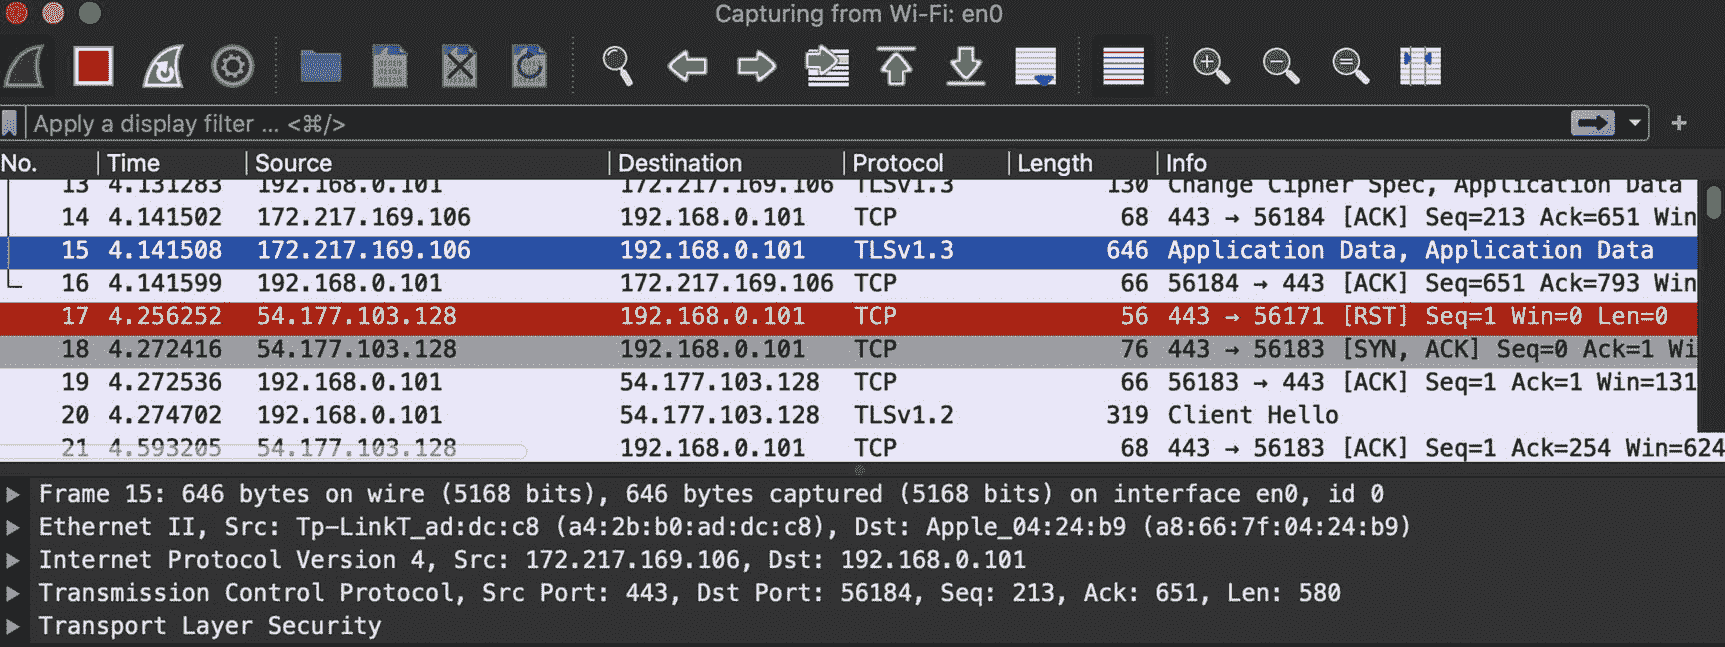 Capturing from Wi-Fi: en0
Apply a display filter ... <⌘/>
No. Time Source Destination Protocol Length Info
13 4.131283 192.168.0.101 172.217.169.106 TLSv1.3 130 Change Cipher Spec, Application Data
14 4.141502 172.217.169.106 192.168.0.101 TCP 68 443 → 56184 [ACK] Seq=213 Ack=651 Win
15 4.141508 172.217.169.106 192.168.0.101 TLSv1.3 646 Application Data, Application Data
16 4.141599 192.168.0.101 172.217.169.106 TCP 66 56184 → 443 [ACK] Seq=651 Ack=793 Win
17 4.256252 54.177.103.128 192.168.0.101 TCP 56 443 → 56171 [RST] Seq=1 Win=0 Len=0
18 4.272416 54.177.103.128 192.168.0.101 TCP 76 443 → 56183 [SYN, ACK] Seq=0 Ack=1 Wi
19 4.272536 192.168.0.101 54.177.103.128 TCP 66 56183 → 443 [ACK] Seq=1 Ack=1 Win=131
20 4.274702 192.168.0.101 54.177.103.128 TLSv1.2 319 Client Hello
21 4.593205 54.177.103.128 192.168.0.101 TCP 68 443 → 56183 [ACK] Seq=1 Ack=254 Win=624
Frame 15: 646 bytes on wire (5168 bits), 646 bytes captured (5168 bits) on interface en0, id 0
Ethernet II, Src: Tp-LinkT_ad:dc:c8 (a4:2b:b0:ad:dc:c8), Dst: Apple_04:24:b9 (a8:66:7f:04:24:b9)
Internet Protocol Version 4, Src: 172.217.169.106, Dst: 192.168.0.101
Transmission Control Protocol, Src Port: 443, Dst Port: 56184, Seq: 213, Ack: 651, Len: 580
Transport Layer Security